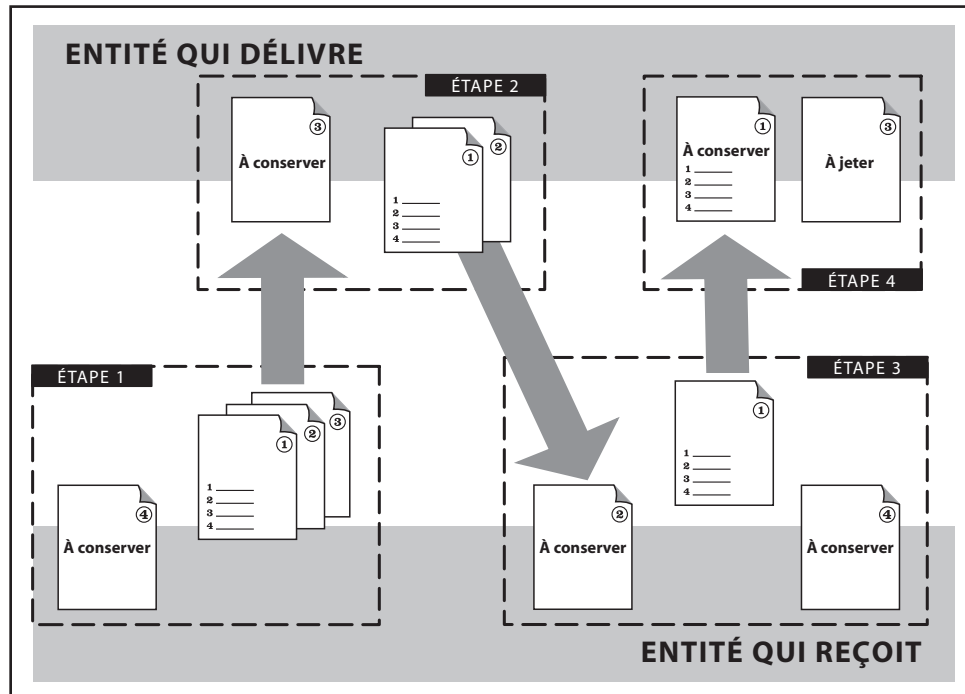 ENTITÉ QUI DÉLIVRE
ÉTAPE 2
③
À conserver
①
②
1
2
3
4
①
À conserver
1
2
3
4
③
À jeter
ÉTAPE 4
ÉTAPE 1
④
À conserver
①
②
③
1
2
3
4
ÉTAPE 3
①
1
2
3
4
②
À conserver
④
À conserver
ENTITÉ QUI REÇOIT